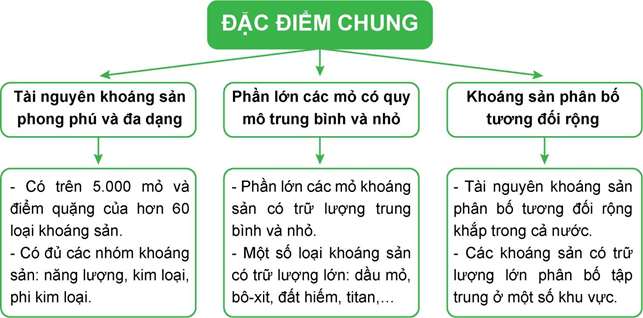 ĐẶC ĐIỂM CHUNG
Tài nguyên khoáng sản
phong phú và đa dạng
Phần lớn các mỏ có quy
mô trung bình và nhỏ
Khoáng sản phân bố
tương đối rộng
- Có trên 5.000 mỏ và
điểm quặng của hơn 60
loại khoáng sản.
- Có đủ các nhóm khoáng
sản: năng lượng, kim loại,
phi kim loại.
- Phần lớn các mỏ khoáng
sản có trữ lượng trung
bình và nhỏ.
- Một số loại khoáng sản
có trữ lượng lớn: dầu mỏ,
bô-xit, đất hiếm, titan,…
- Tài nguyên khoáng sản
phân bố tương đối rộng
khắp trong cả nước.
- Các khoáng sản có trữ
lượng lớn phân bố tập
trung ở một số khu vực.